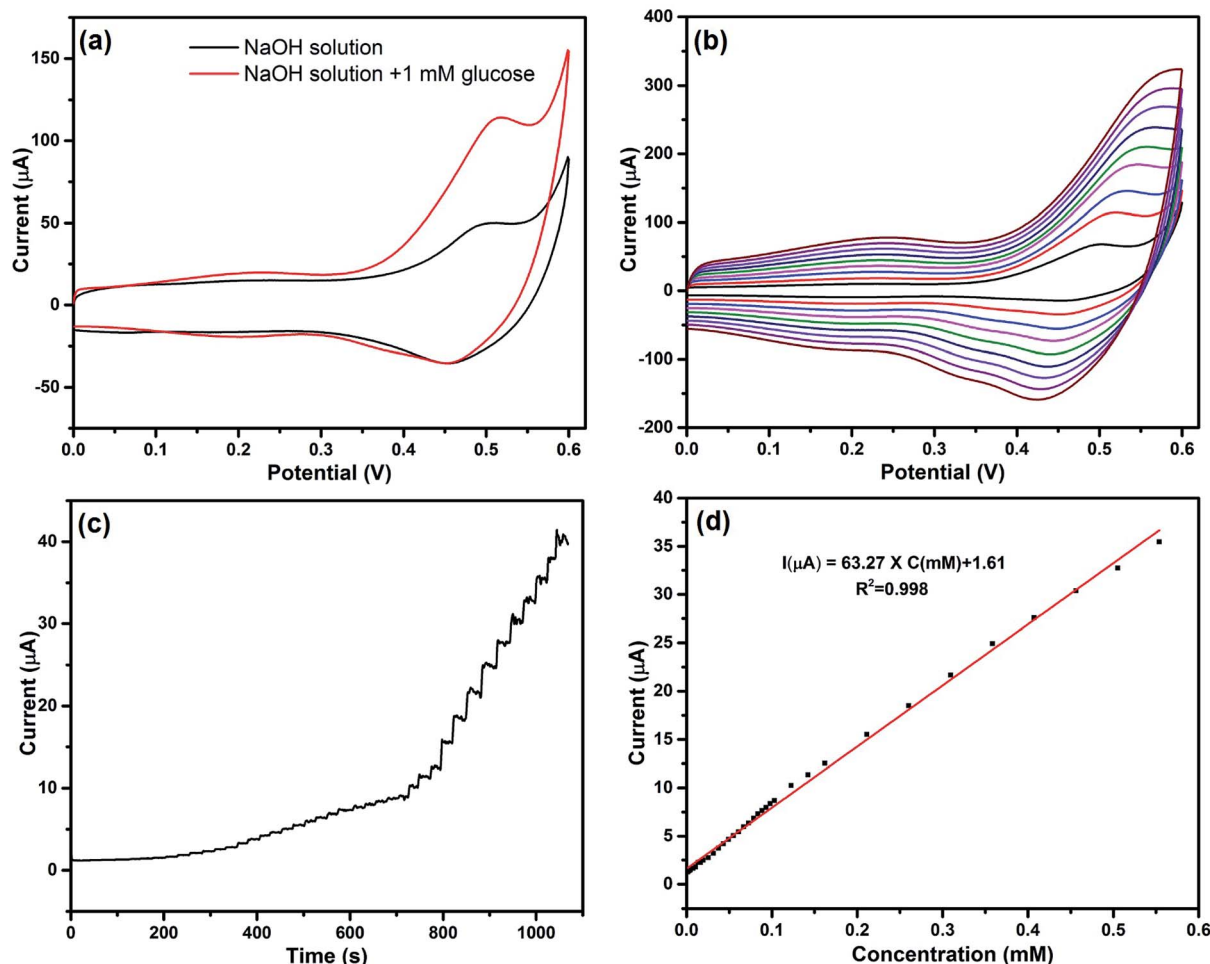 (a)
NaOH solution
NaOH solution +1 mM glucose
Current (μA)
150
100
50
0
-50
0.0 0.1 0.2 0.3 0.4 0.5 0.6
Potential (V)
(b)
Current (μA)
400
300
200
100
0
-100
-200
0.0 0.1 0.2 0.3 0.4 0.5 0.6
Potential (V)
(c)
Current (μA)
40
30
20
10
0
0 200 400 600 800 1000
Time (s)
(d)
I(μA) = 63.27 X C(mM)+1.61
R²=0.998
Current (μA)
40
35
30
25
20
15
10
5
0
0.0 0.1 0.2 0.3 0.4 0.5 0.6
Concentration (mM)